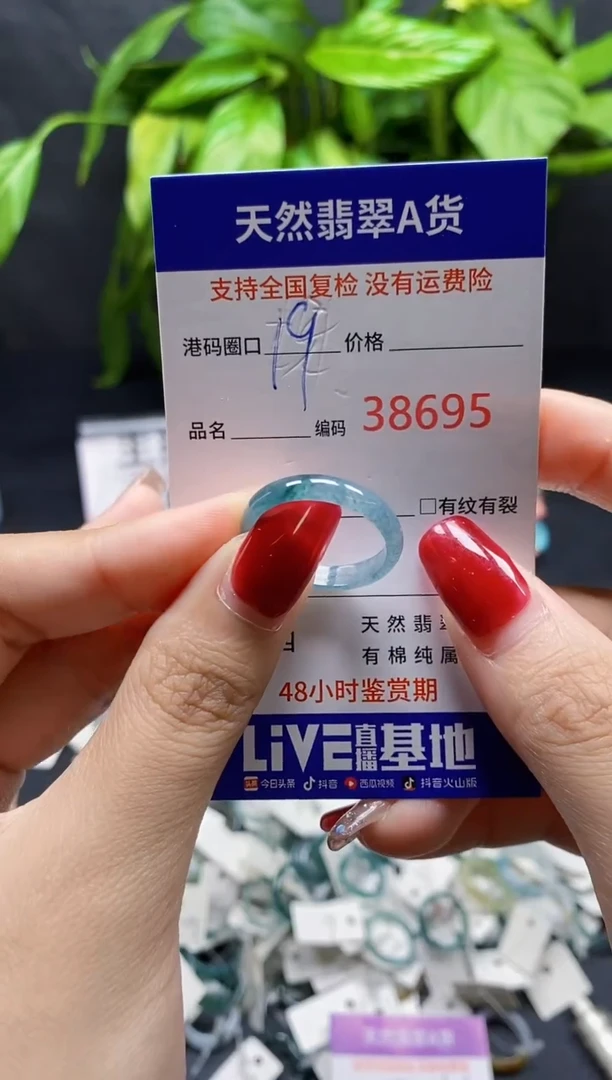 天然翡翠A货
支持全国复检 没有运费险
港码圈口 19 价格
品名 编码 38695
□有纹有裂
天然翡
有棉纯属
48小时鉴赏期
LiVE直播基地
头条 今日头条 抖音 西瓜视频 抖音火山版